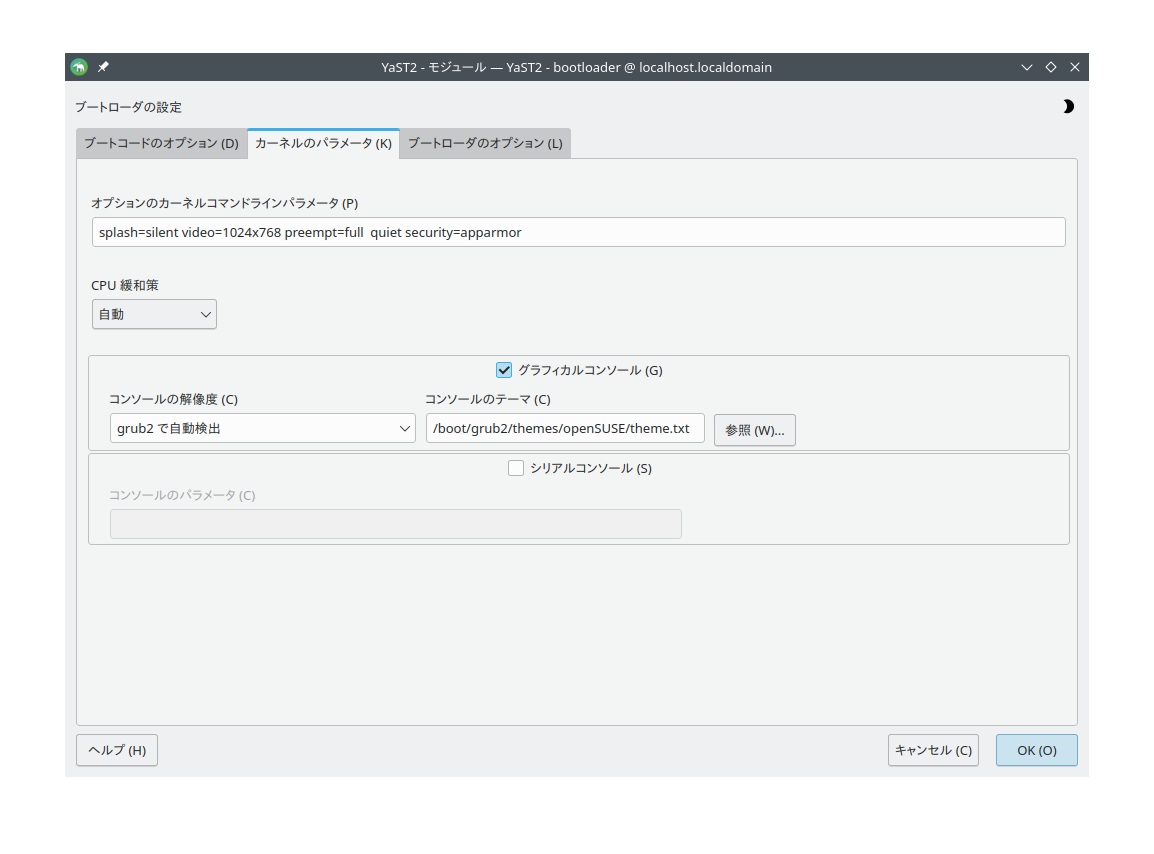 YaST2 - モジュール — YaST2 - bootloader @ localhost.localdomain
ブートローダの設定
ブートコードのオプション (D) カーネルのパラメータ (K) ブートローダのオプション (L)
オプションのカーネルコマンドラインパラメータ (P)
splash=silent video=1024x768 preempt=full  quiet security=apparmor
CPU 緩和策
自動
グラフィカルコンソール (G)
コンソールの解像度 (C) コンソールのテーマ (C)
grub2 で自動検出 /boot/grub2/themes/openSUSE/theme.txt 参照 (W)...
シリアルコンソール (S)
コンソールのパラメータ (C)
ヘルプ (H) キャンセル (C) OK (O)